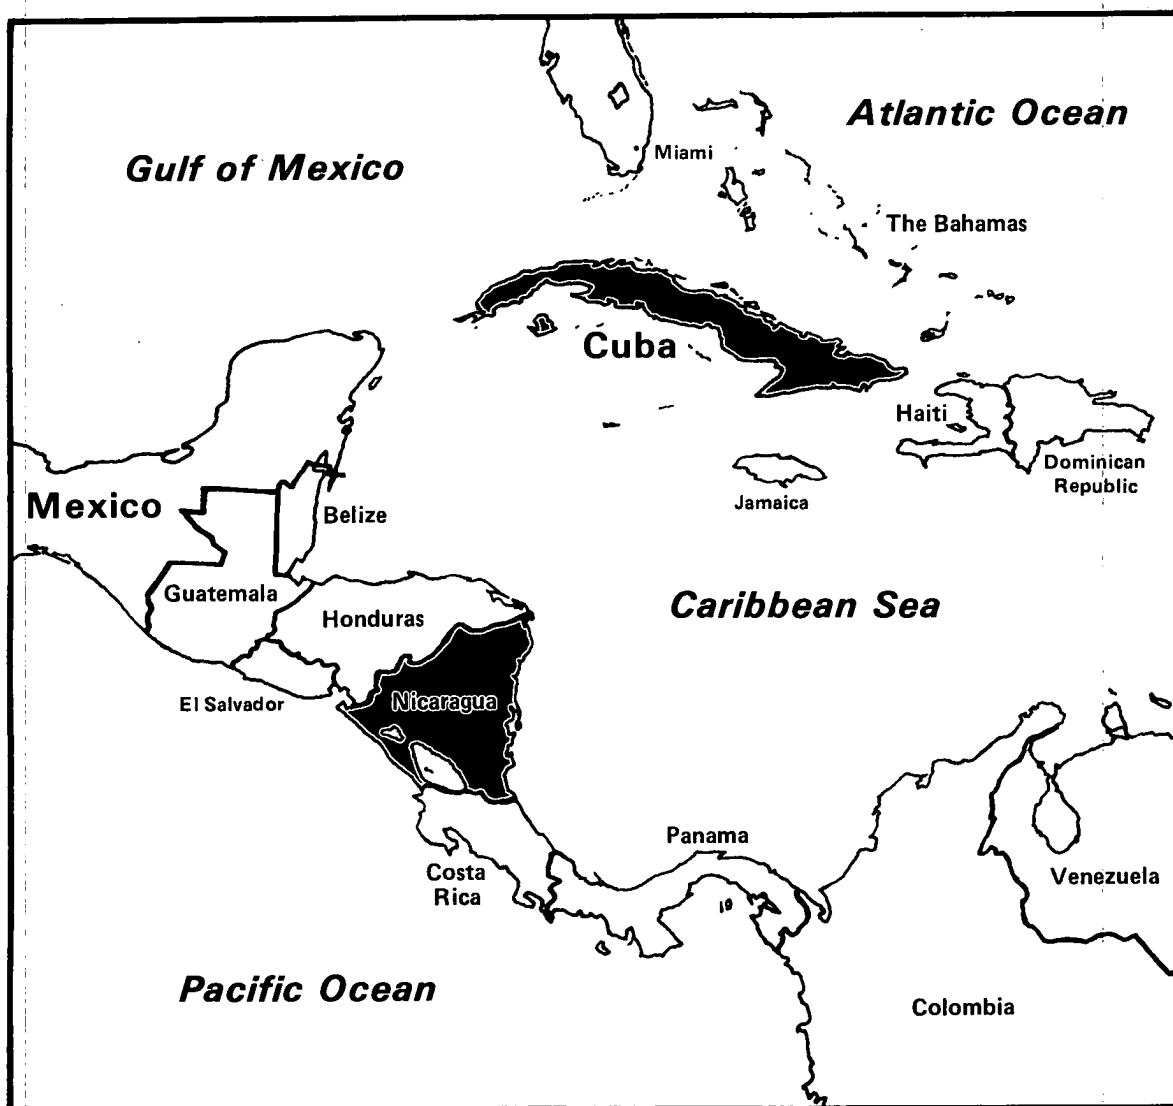 Atlantic Ocean
Miami
Gulf of Mexico
The Bahamas
Cuba
Haiti
Dominican
Republic
Jamaica
Mexico
Belize
Guatemala
Honduras
Caribbean Sea
El Salvador
Nicaragua
Panama
Costa
Rica
Venezuela
Pacific Ocean
Colombia